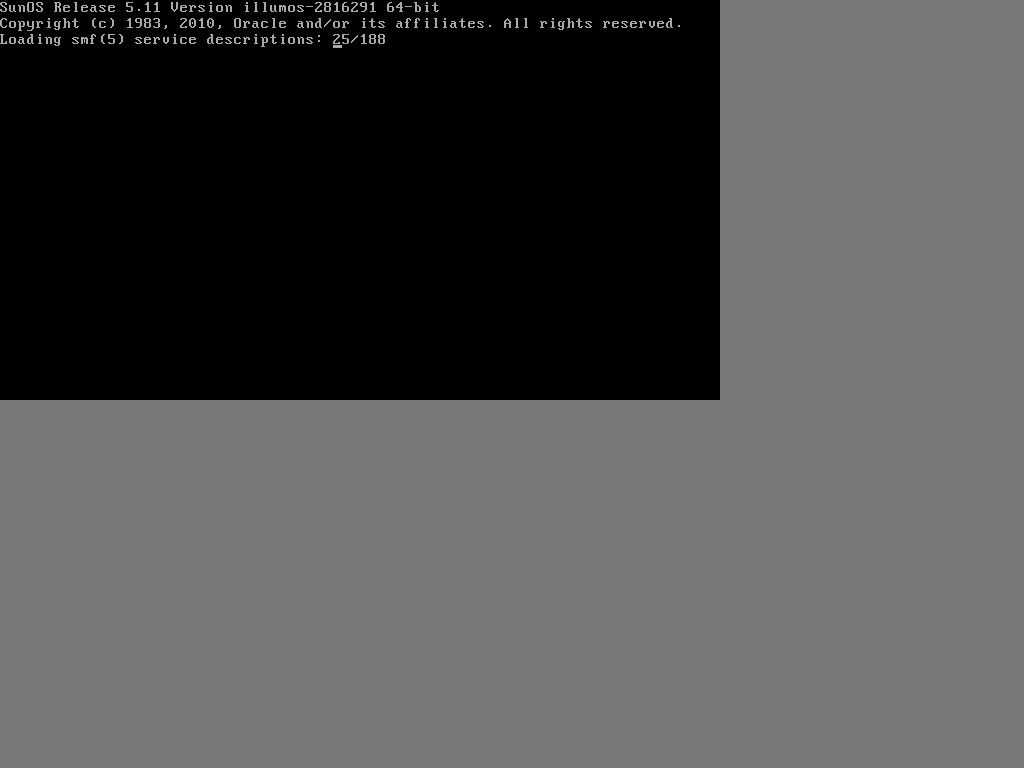 SunOS Release 5.11 Version illumos-2816291 64-bit
Copyright (c) 1983, 2010, Oracle and/or its affiliates. All rights reserved.
Loading smf(5) service descriptions: 25/188